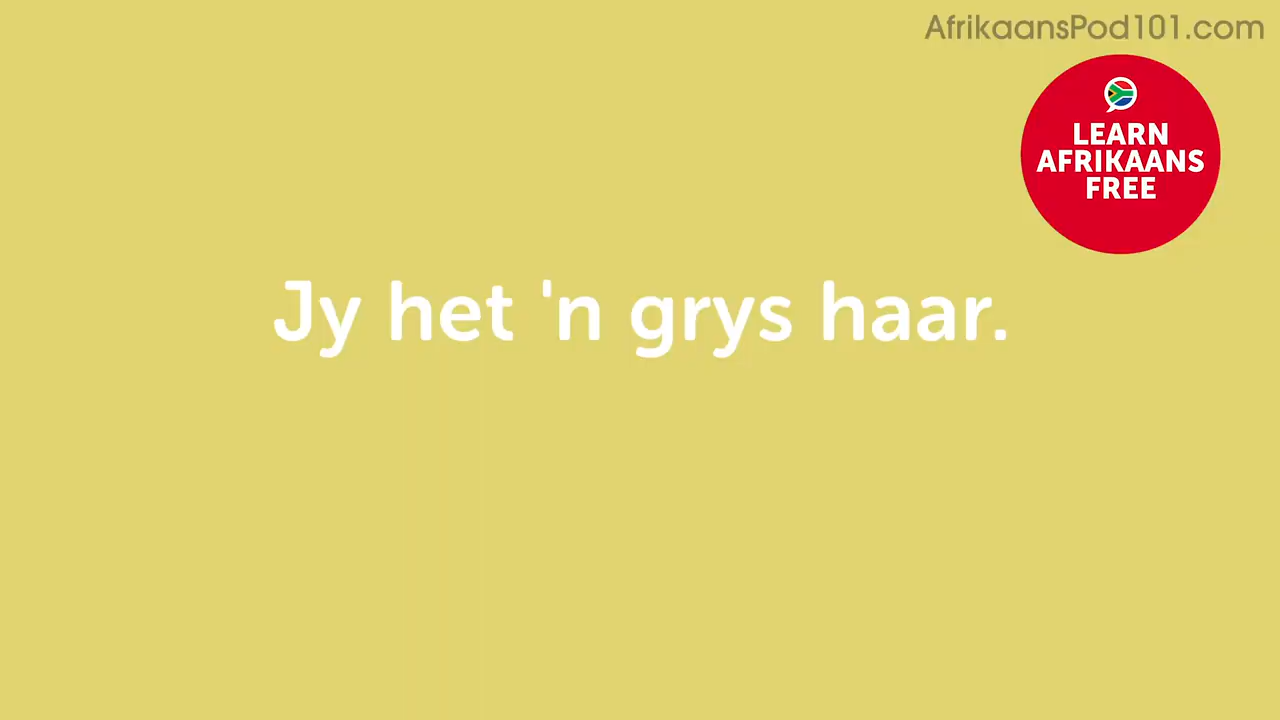 AfrikaansPod101.com
LEARN
AFRIKAANS
FREE
Jy het 'n grys haar.